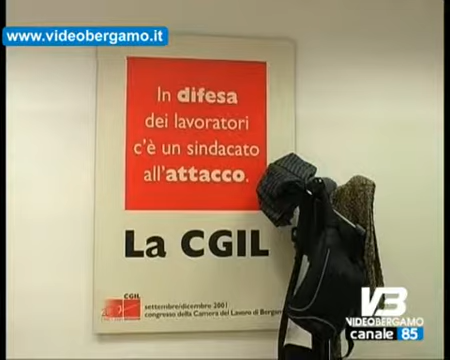 www.videobergamo.it
In difesa
dei lavoratori
c'è un sindacato
all'attacco.
La CGIL
CGIL
settembre/dicembre 2001
congresso della Camera del Lavoro di Bergamo
VB
VIDEOBERGAMO
canale 85